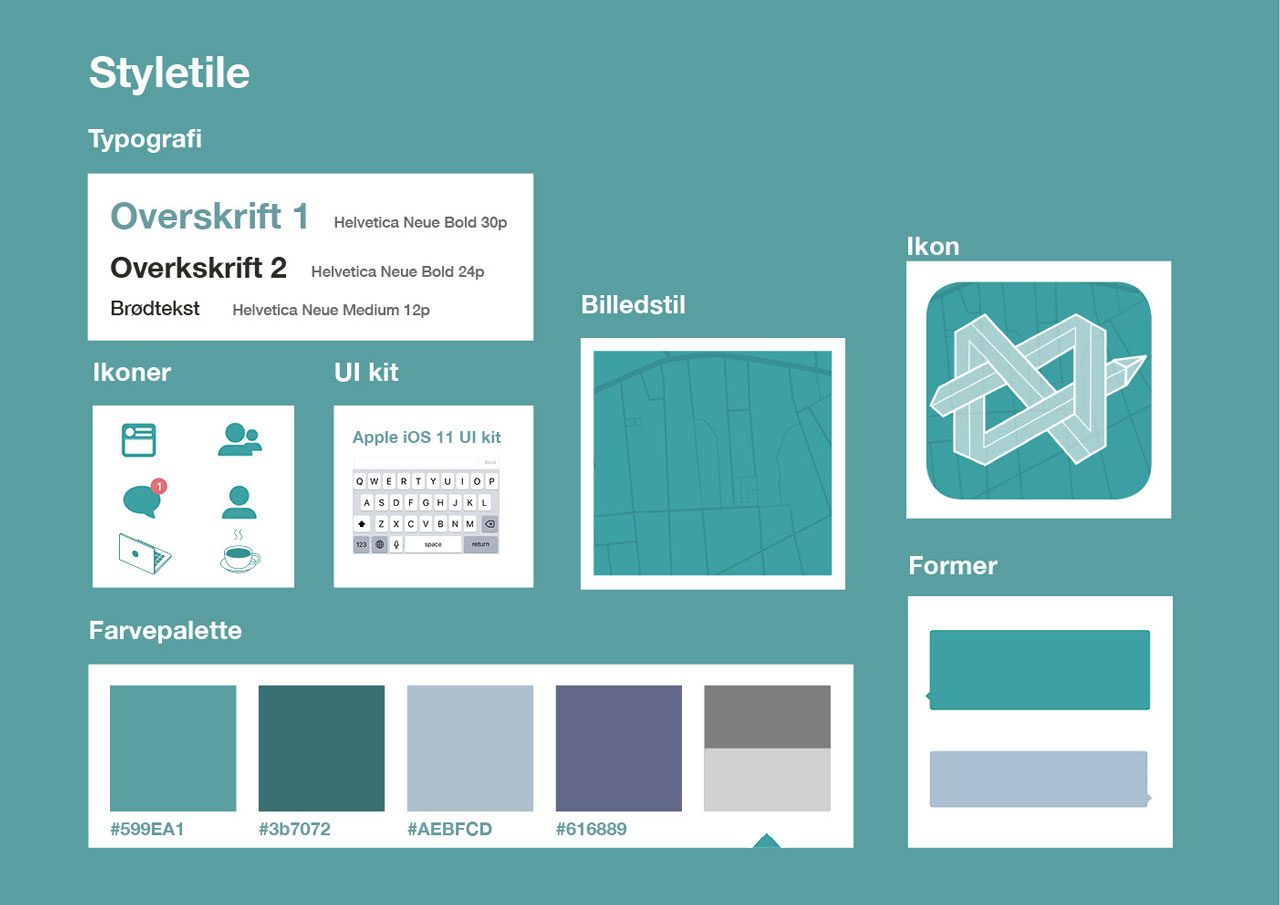 Styletile
Typografi
Overskrift 1 Helvetica Neue Bold 30p
Overkskrift 2 Helvetica Neue Bold 24p
Brødtekst Helvetica Neue Medium 12p
Ikoner
1
UI kit
Apple iOS 11 UI kit
Send
Q W E R T Y U I O P
A S D F G H J K L
Z X C V B N M
123 space return
Billedstil
Ikon
Former
Farvepalette
#599EA1 #3b7072 #AEBFCD #616889